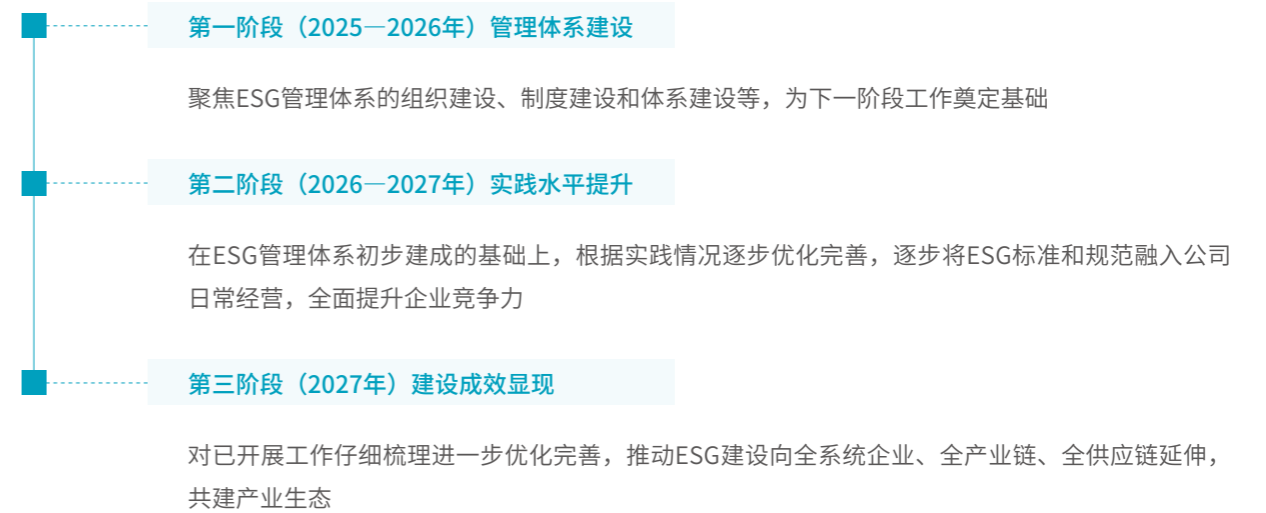 第一阶段（2025—2026年）管理体系建设
聚焦ESG管理体系的组织建设、制度建设和体系建设等，为下一阶段工作奠定基础
第二阶段（2026—2027年）实践水平提升
在ESG管理体系初步建成的基础上，根据实践情况逐步优化完善，逐步将ESG标准和规范融入公司
日常经营，全面提升企业竞争力
第三阶段（2027年）建设成效显现
对已开展工作仔细梳理进一步优化完善，推动ESG建设向全系统企业、全产业链、全供应链延伸，
共建产业生态